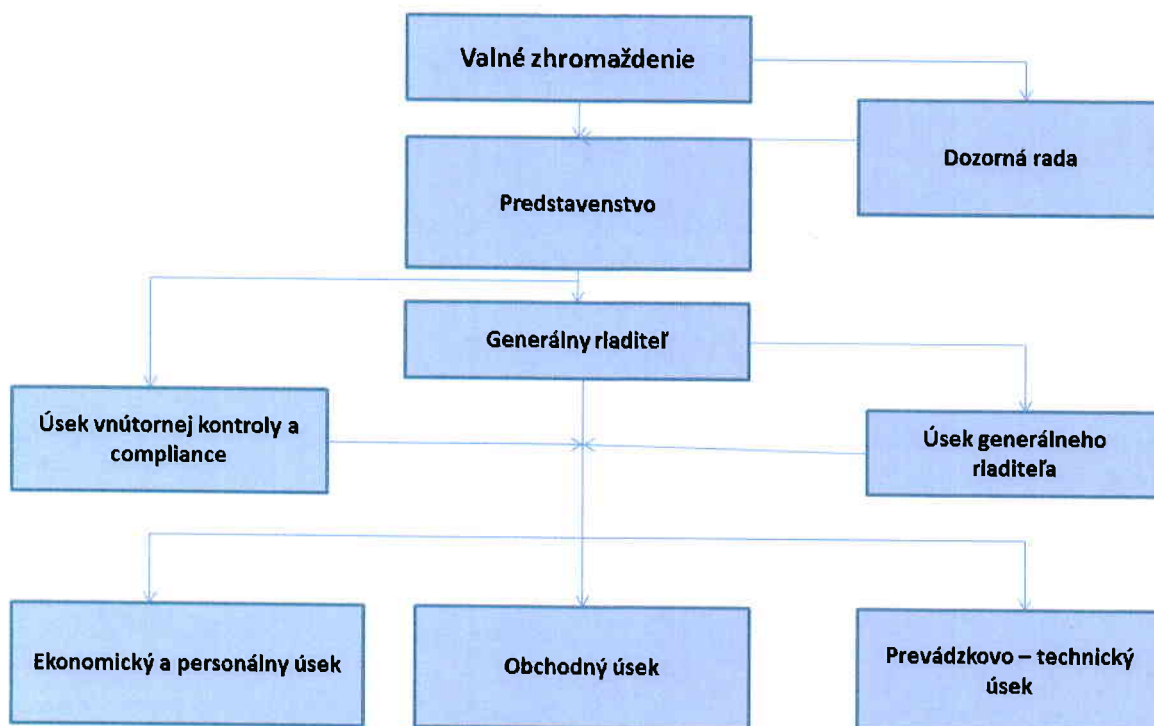 Valné zhromaždenie
Dozorná rada
Predstavenstvo
Generálny riaditeľ
Úsek vnútornej kontroly a
compliance
Úsek generálneho
riaditeľa
Ekonomický a personálny úsek
Obchodný úsek
Prevádzkovo – technický
úsek